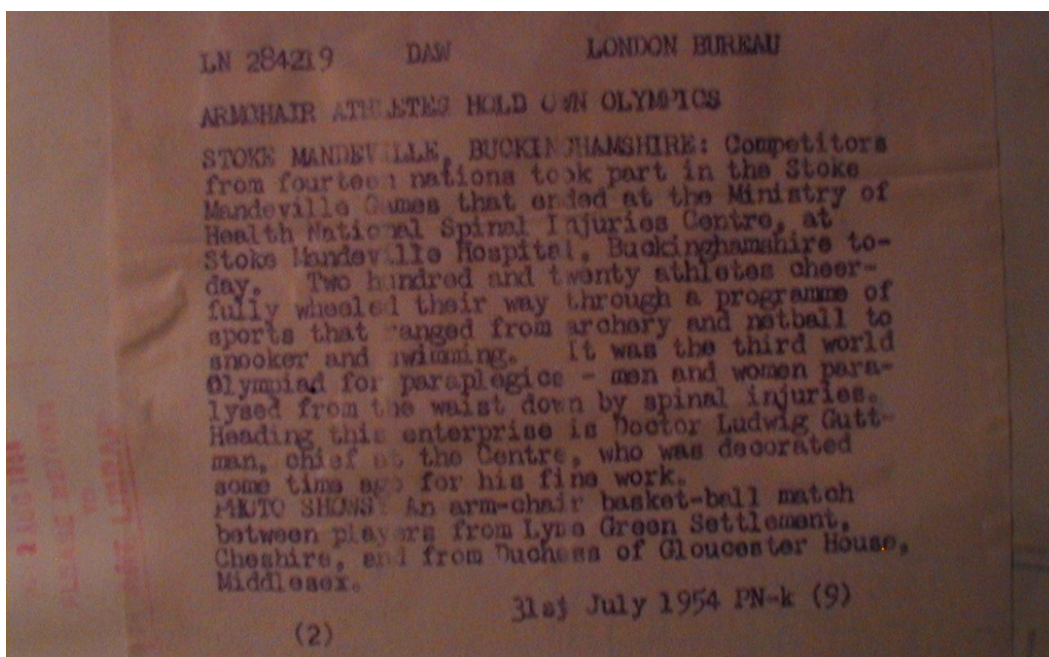 LN 284219 DAW LONDON BUREAU
ARMCHAIR ATHLETES HOLD OWN OLYMPICS
STOKE MANDEVILLE, BUCKINGHAMSHIRE: Competitors
from fourteen nations took part in the Stoke
Mandeville Games that ended at the Ministry of
Health National Spinal Injuries Centre, at
Stoke Mandeville Hospital, Buckinghamshire to-
day. Two hundred and twenty athletes cheer-
fully wheeled their way through a programme of
sports that ranged from archery and netball to
snooker and swimming. It was the third world
Olympiad for paraplegics - men and women para-
lysed from the waist down by spinal injuries.
Heading this enterprise is Doctor Ludwig Gutt-
man, chief at the Centre, who was decorated
some time ago for his fine work.
PHOTO SHOWS: An arm-chair basket-ball match
between players from Lyme Green Settlement,
Cheshire, and from Duchess of Gloucester House,
Middlesex.
31st July 1954 PN-k (9)
(2)
PLEASE RETURN
TO